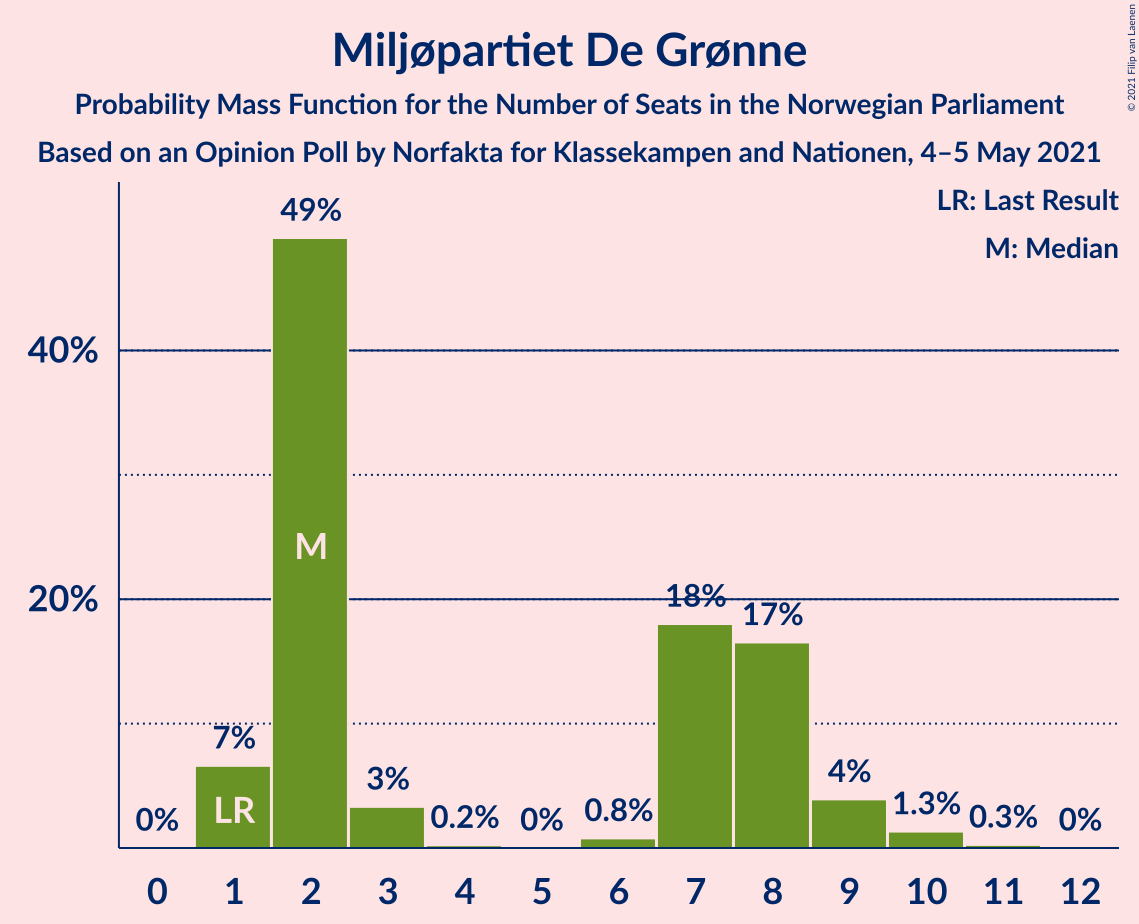 Miljøpartiet De Grønne
Probability Mass Function for the Number of Seats in the Norwegian Parliament
Based on an Opinion Poll by Norfakta for Klassekampen and Nationen, 4–5 May 2021
© 2021 Filip van Laenen
LR: Last Result
M: Median
40%
20%
0%
7%
49%
3%
0.2%
0%
0.8%
18%
17%
4%
1.3%
0.3%
0%
LR
M
0 1 2 3 4 5 6 7 8 9 10 11 12